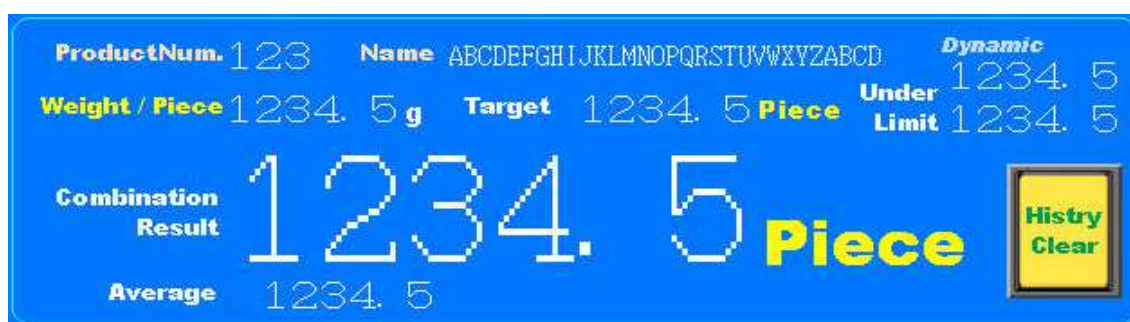 ProductNum. 123 Name ABCDEFGHIJKLMNOPQRSTUVWXYZABCD Dynamic
Weight / Piece 1234. 5 g Target 1234. 5 Piece Under 1234. 5
Limit 1234. 5
Combination Result 1234. 5 Piece
Histry
Clear
Average 1234. 5